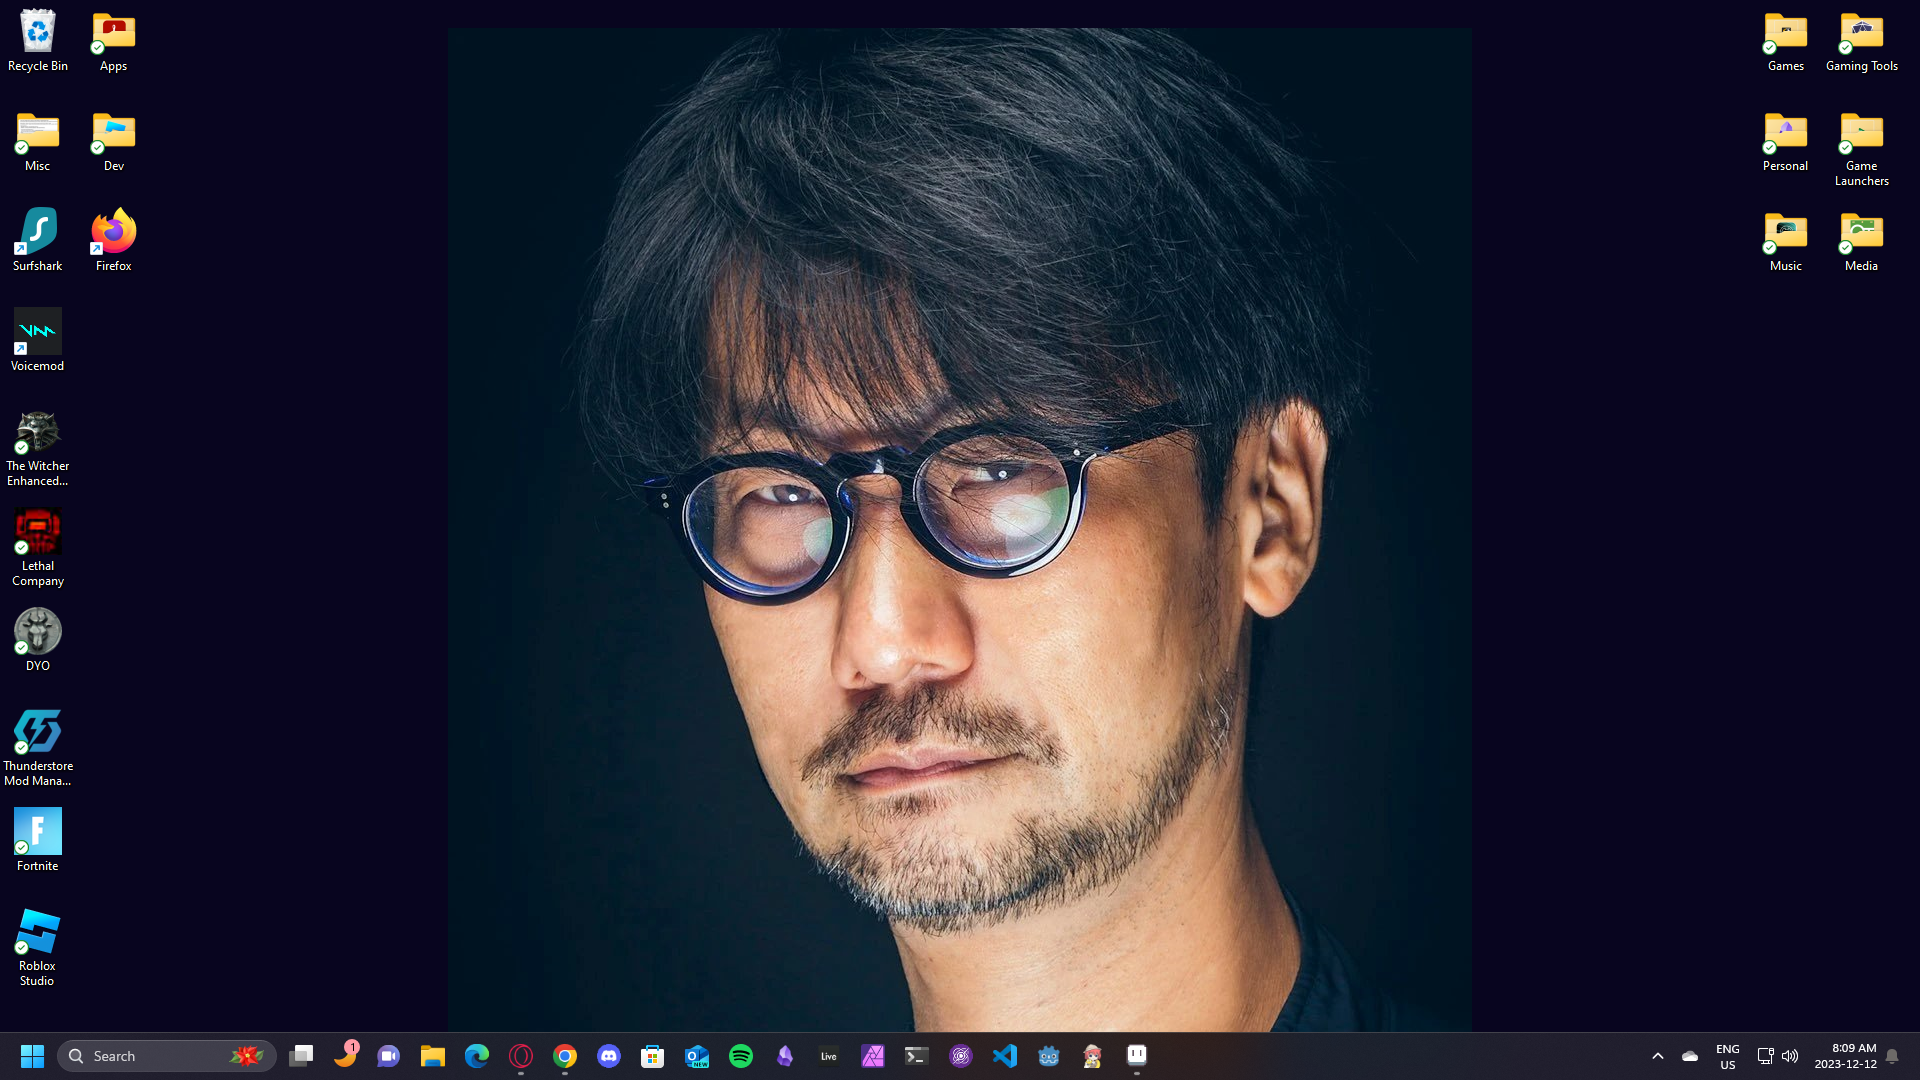 Recycle Bin
Apps
Misc
Dev
Surfshark
Firefox
Voicemod
The Witcher
Enhanced...
Lethal
Company
DYO
Thunderstore
Mod Mana...
F
Fortnite
Roblox
Studio
Games
Gaming Tools
Personal
Game
Launchers
Music
Media
Search
1
NEW
Live
ENG
US
8:09 AM
2023-12-12